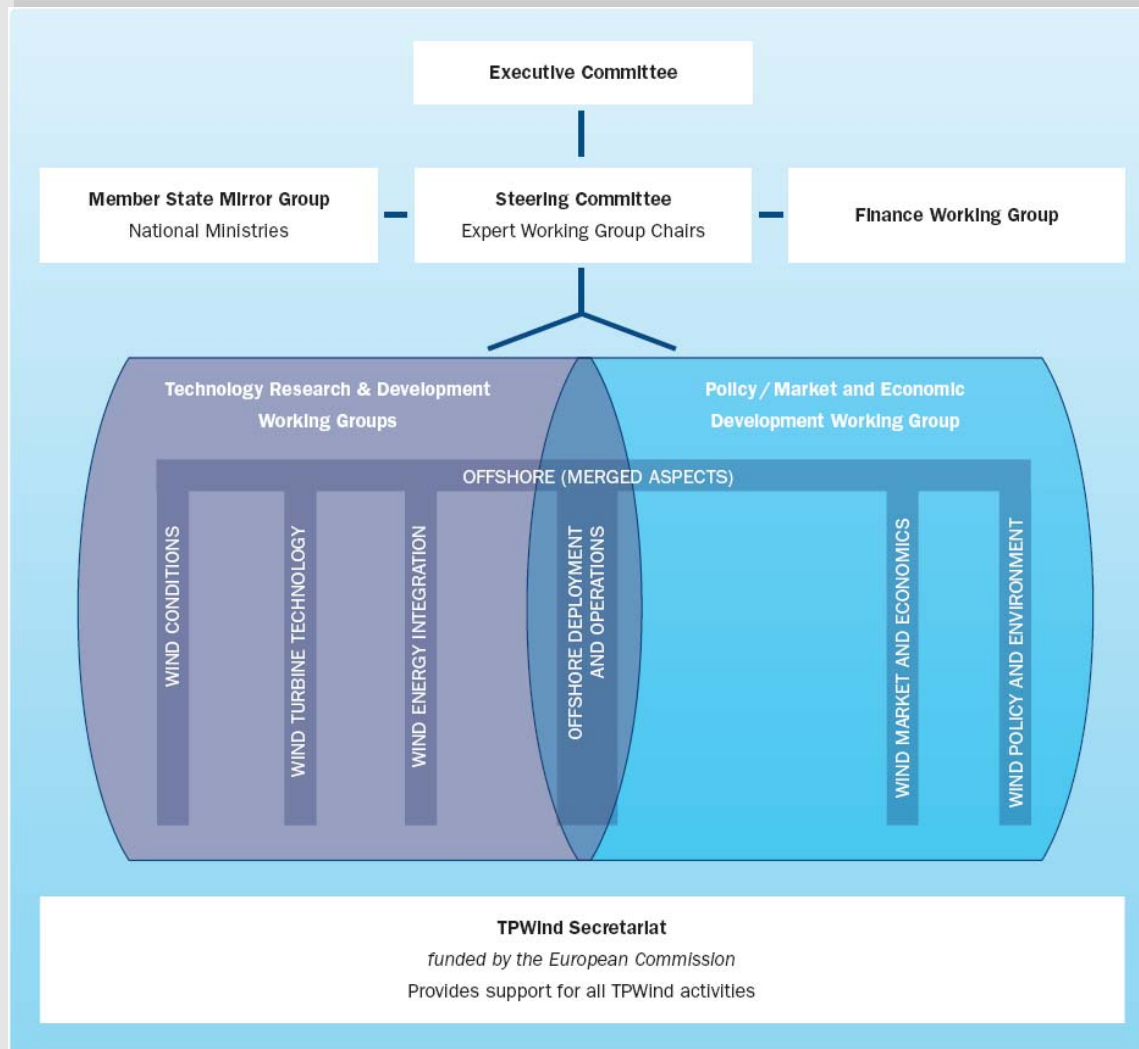 Executive Committee
Member State Mirror Group
National Ministries
Steering Committee
Expert Working Group Chairs
Finance Working Group
Technology Research & Development
Working Groups
Policy / Market and Economic
Development Working Group
OFFSHORE (MERGED ASPECTS)
WIND CONDITIONS
WIND TURBINE TECHNOLOGY
WIND ENERGY INTEGRATION
OFFSHORE DEPLOYMENT
AND OPERATIONS
WIND MARKET AND ECONOMICS
WIND POLICY AND ENVIRONMENT
TPWind Secretariat
funded by the European Commission
Provides support for all TPWind activities